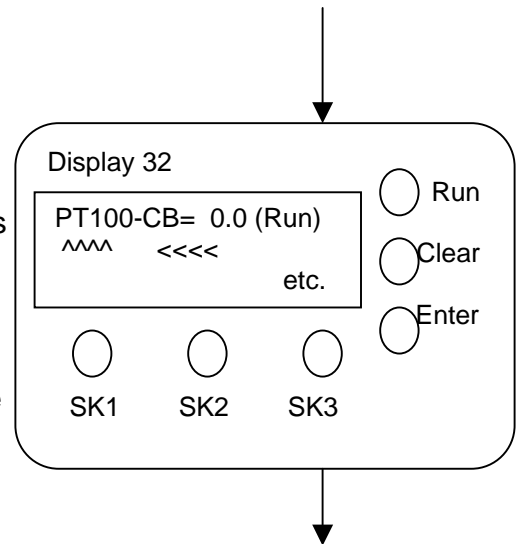 Display 32
PT100-CB= 0.0 (Run)
^^^^ <<<<
etc.
Run
Clear
Enter
SK1 SK2 SK3
s
e